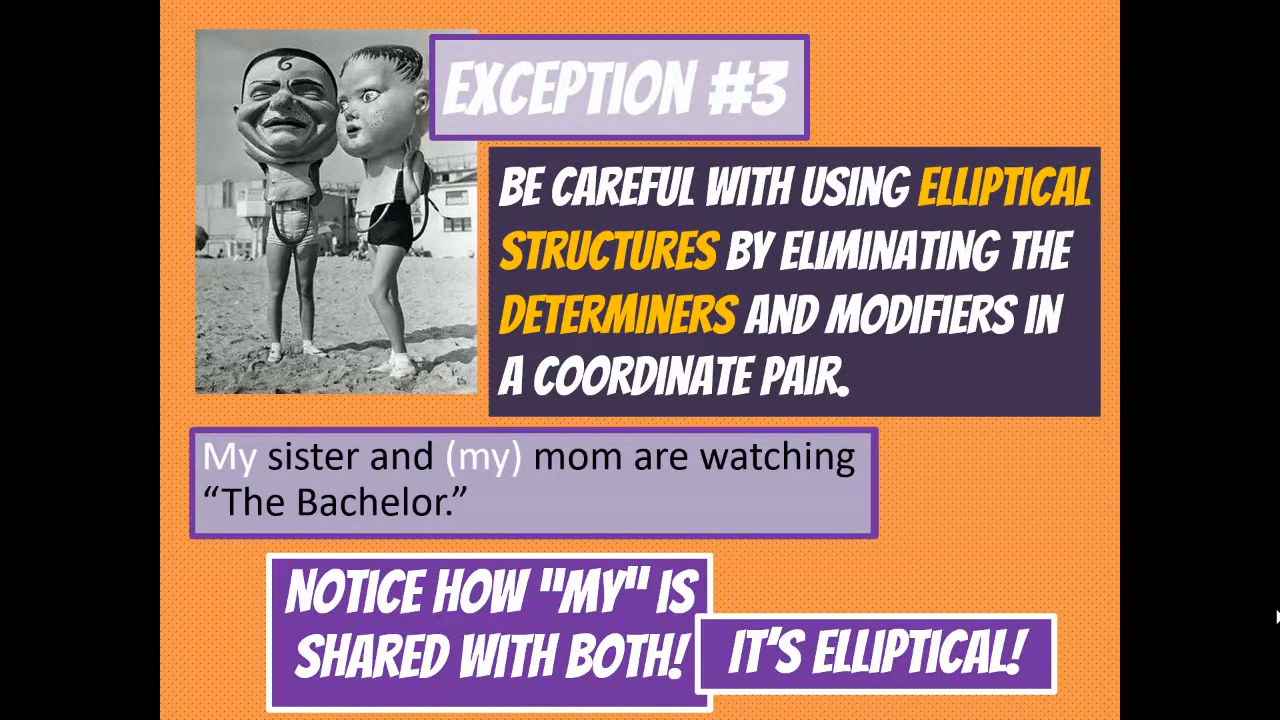 EXCEPTION #3
BE CAREFUL WITH USING ELLIPTICAL
STRUCTURES BY ELIMINATING THE
DETERMINERS AND MODIFIERS IN
A COORDINATE PAIR.
My sister and (my) mom are watching
“The Bachelor.”
NOTICE HOW "MY" IS
SHARED WITH BOTH!
IT'S ELLIPTICAL!